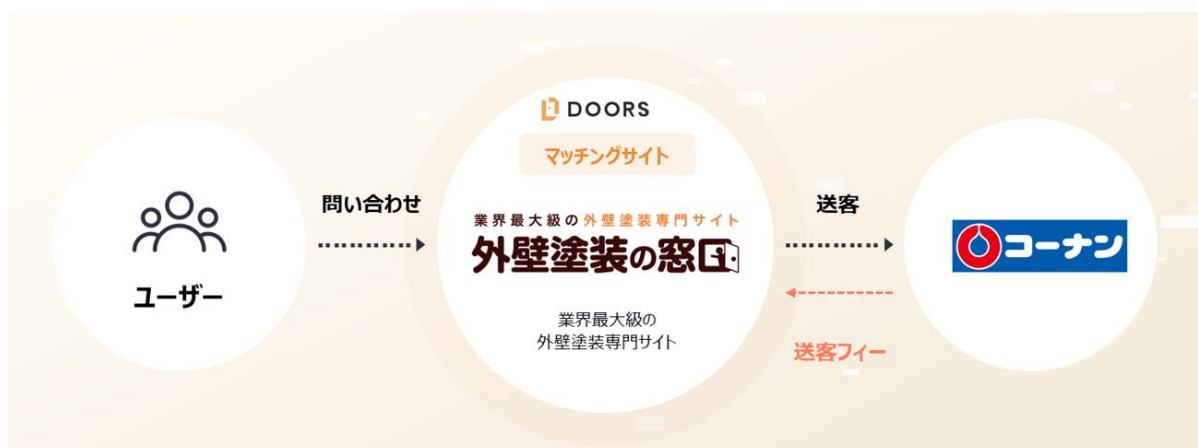 DOORS
マッチングサイト
問い合わせ
送客
業界最大級の外壁塗装専門サイト
外壁塗装の窓口
コーナン
ユーザー
業界最大級の
外壁塗装専門サイト
送客フィー